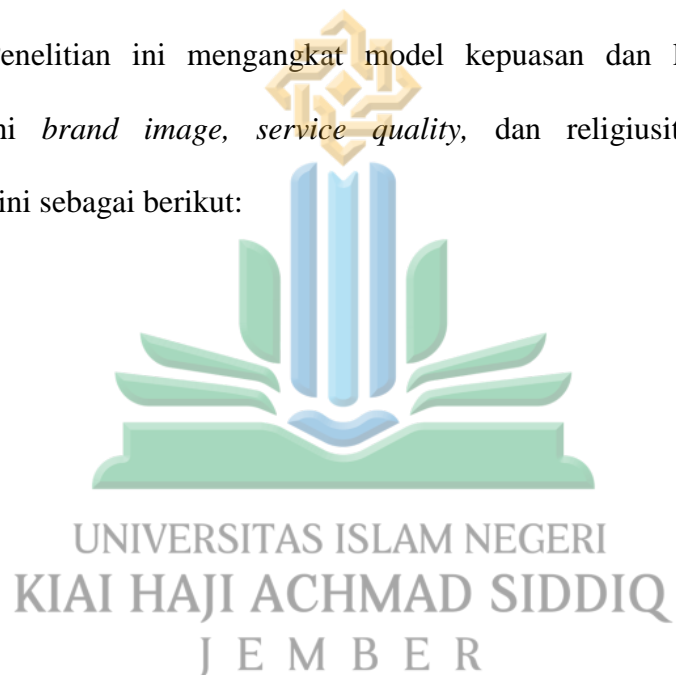 enelitian ini mengangkat model kepuasan dan
ni brand image, service quality, dan religiusit
ini sebagai berikut:
UNIVERSITAS ISLAM NEGERI
KIAI HAJI ACHMAD SIDDIQ
JEMBER